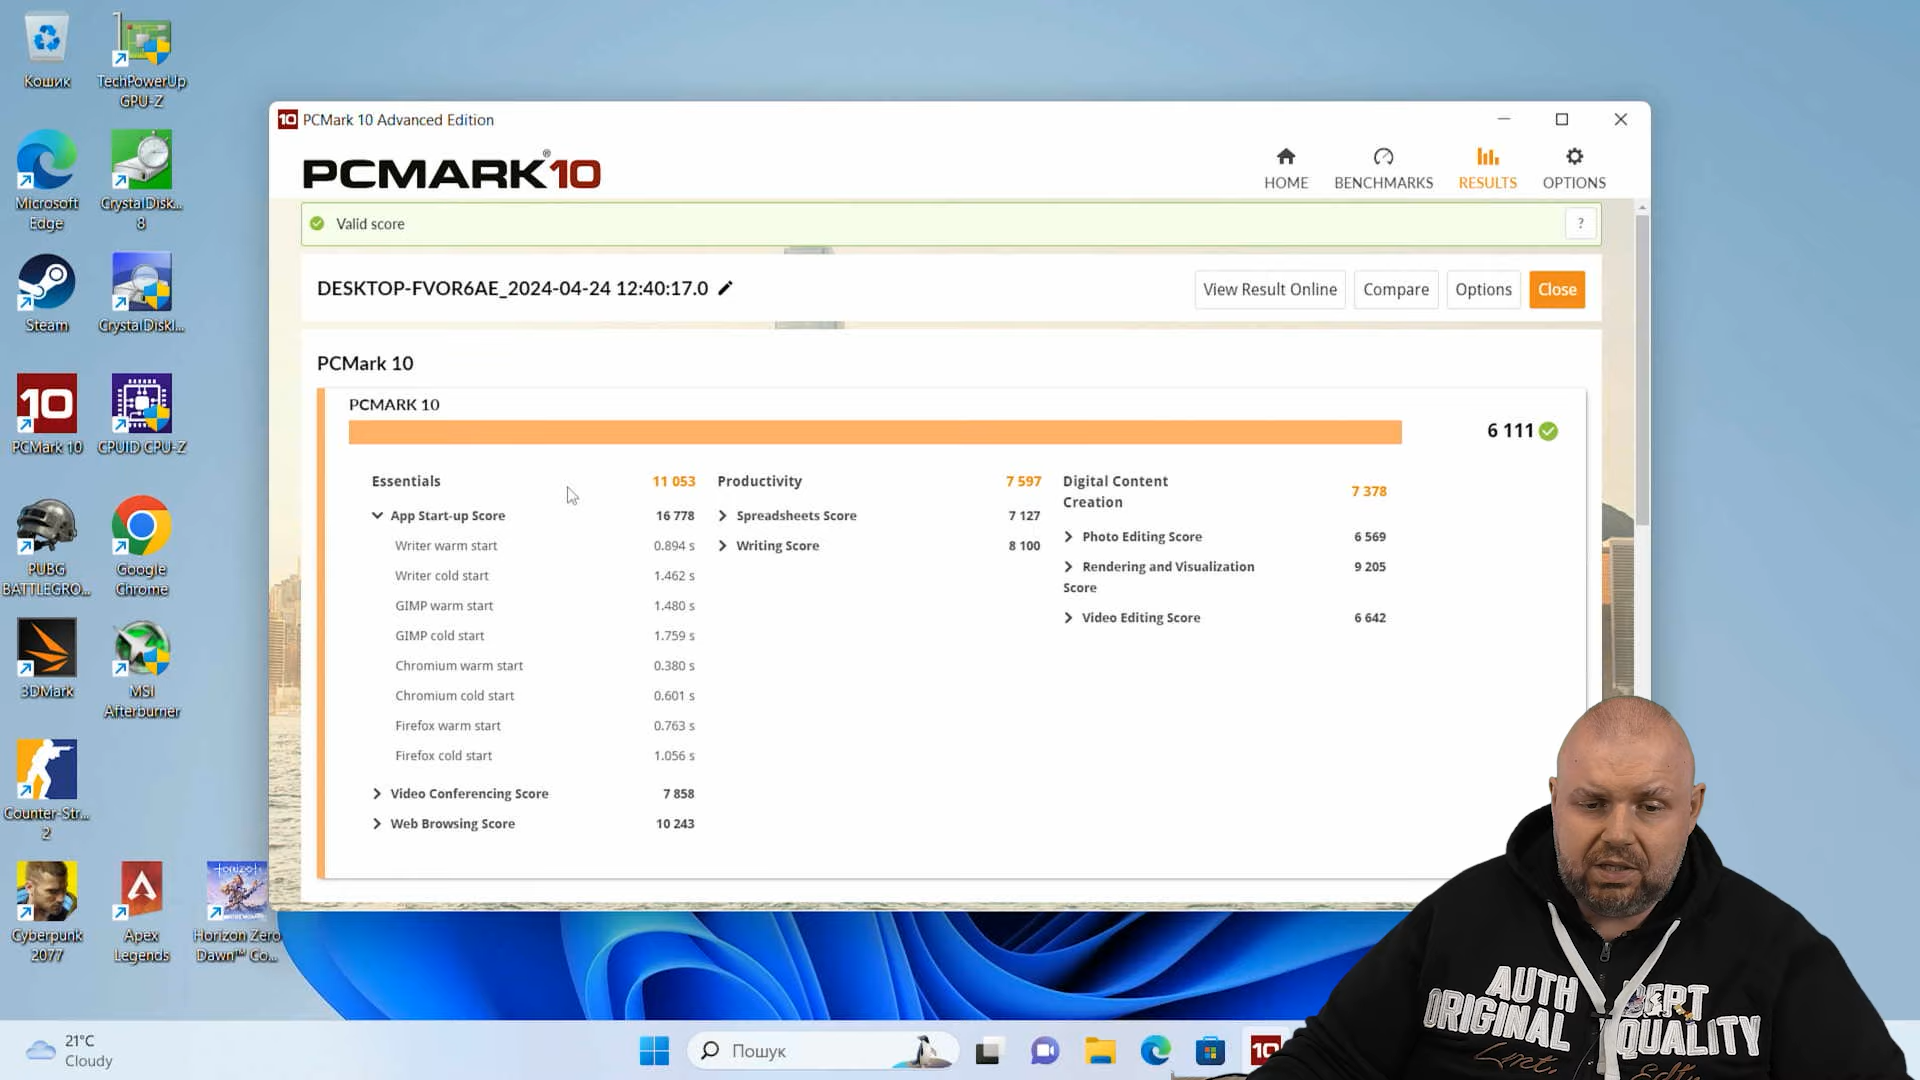 Кошик
TechPowerUp
GPU-Z
Microsoft
Edge
CrystalDisk...
8
Steam
CrystalDiskI...
10
PCMark 10
CPUID CPU-Z
PUBG
BATTLEGRO...
Google
Chrome
3DMark
MSI
Afterburner
Counter-Str...
2
Cyberpunk
2077
Apex
Legends
Horizon Zero
Dawn™ Co...
10 PCMark 10 Advanced Edition
PCMARK®10
HOME
BENCHMARKS
RESULTS
OPTIONS
Valid score
?
DESKTOP-FVOR6AE_2024-04-24 12:40:17.0
View Result Online
Compare
Options
Close
PCMark 10
PCMARK 10
6 111
Essentials 11 053
App Start-up Score 16 778
Writer warm start 0.894 s
Writer cold start 1.462 s
GIMP warm start 1.480 s
GIMP cold start 1.759 s
Chromium warm start 0.380 s
Chromium cold start 0.601 s
Firefox warm start 0.763 s
Firefox cold start 1.056 s
Video Conferencing Score 7 858
Web Browsing Score 10 243
Productivity 7 597
Spreadsheets Score 7 127
Writing Score 8 100
Digital Content
Creation 7 378
Photo Editing Score 6 569
Rendering and Visualization
Score 9 205
Video Editing Score 6 642
21°C
Cloudy
Пошук
10
AUTH DEPT
ORIGINAL QUALITY